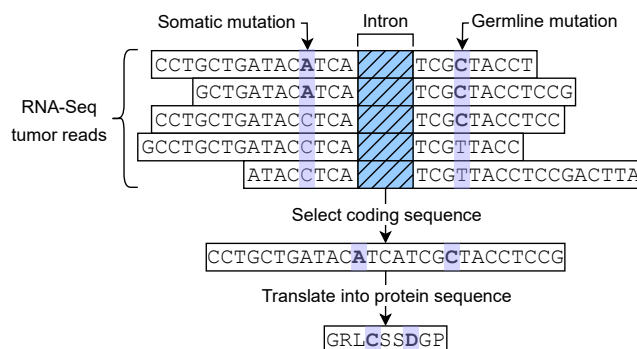 Somatic mutation Intron Germline mutation
CCTGCTGATACATCA TCGCTACCT
RNA-Seq
tumor reads
GCTGATACATCA TCGCTACCTCCG
CCTGCTGATACCTCA TCGCTACCTCC
GCCTGCTGATACCTCA TCGTTACC
ATACCTCA TCGTTACCTCCGACTTA
Select coding sequence
CCTGCTGATACATCATCGCTACCTCCG
Translate into protein sequence
GRLCSSDGP